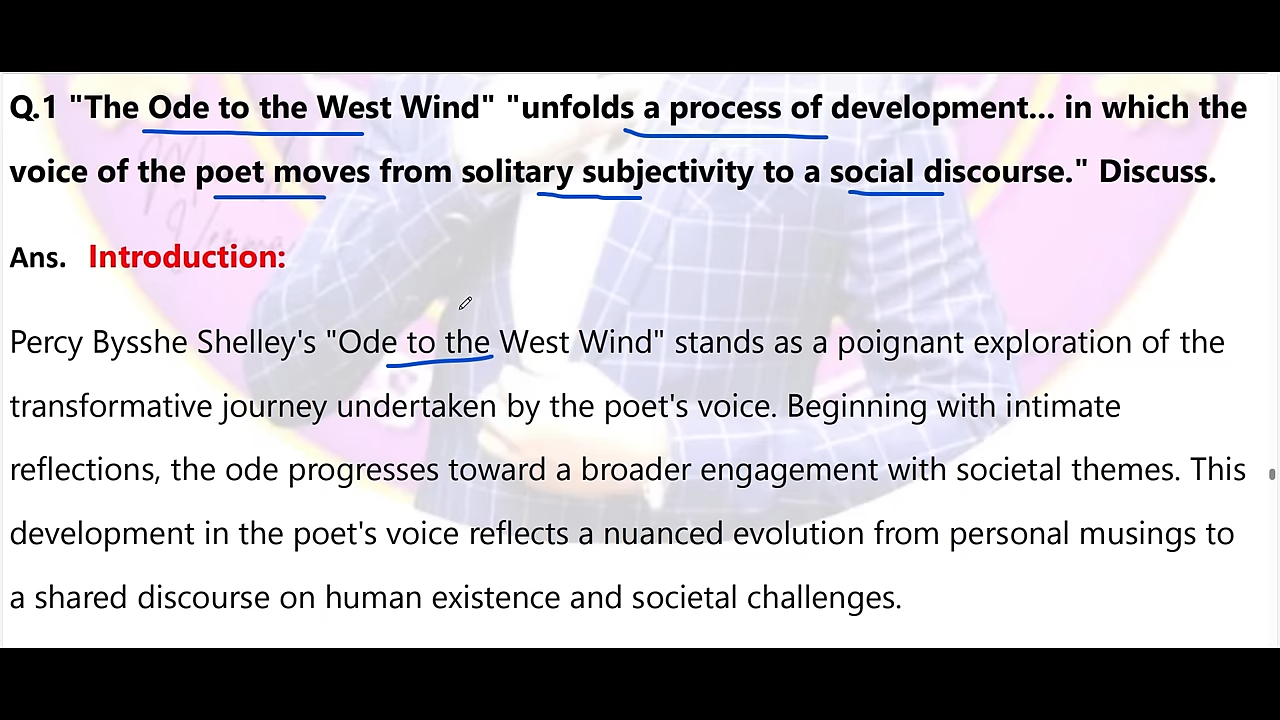 Q.1 "The Ode to the West Wind" "unfolds a process of development... in which the
voice of the poet moves from solitary subjectivity to a social discourse." Discuss.
Ans. Introduction:
Percy Bysshe Shelley's "Ode to the West Wind" stands as a poignant exploration of the
transformative journey undertaken by the poet's voice. Beginning with intimate
reflections, the ode progresses toward a broader engagement with societal themes. This
development in the poet's voice reflects a nuanced evolution from personal musings to
a shared discourse on human existence and societal challenges.